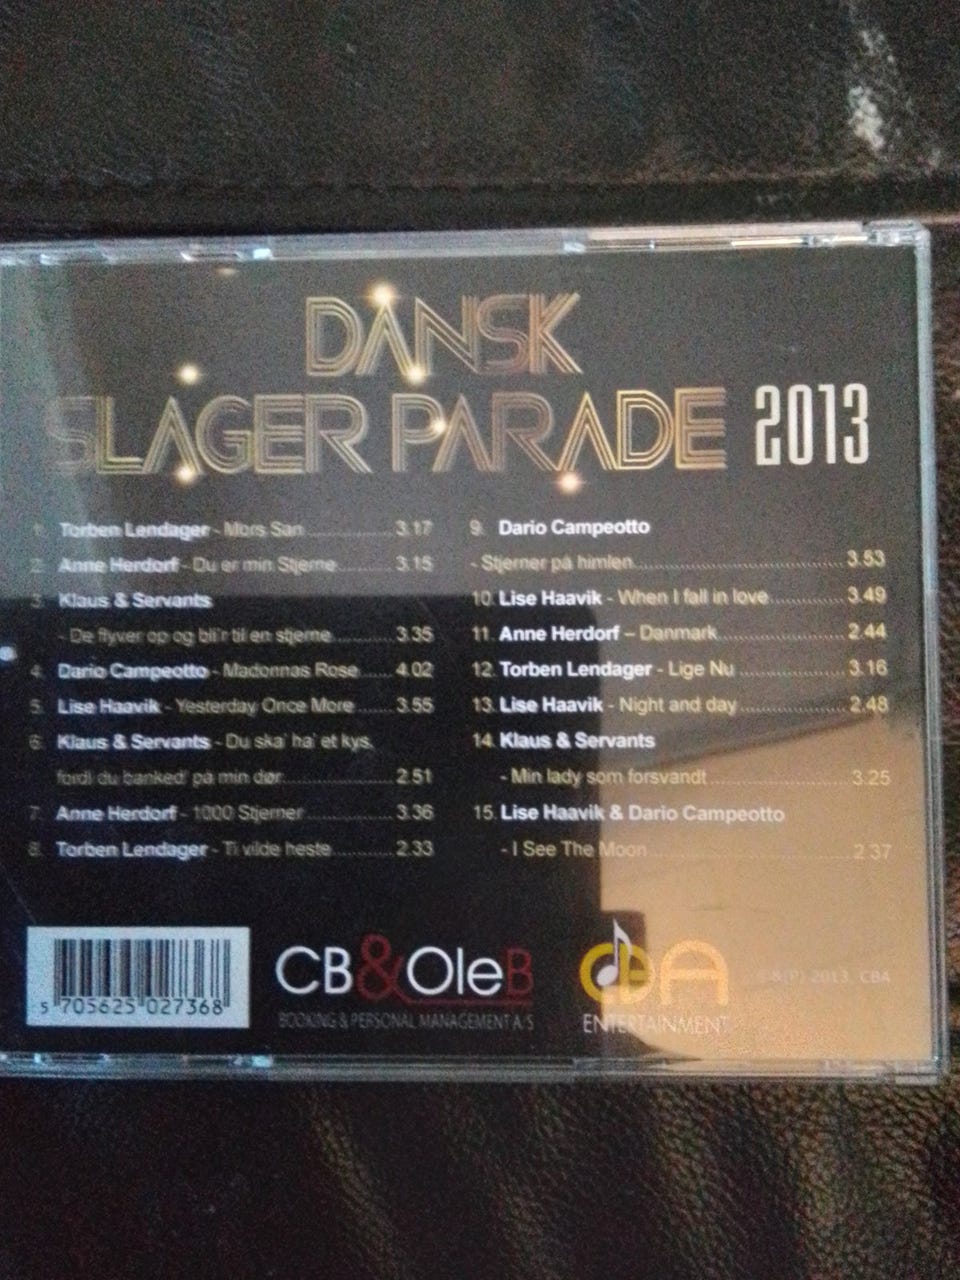 DANSK
SLAGER PARADE 2013
1. Torben Lendager - Mors Sang 3.17
2. Anne Herdorf - Du er min Stjerne 3.15
3. Klaus & Servants
- De flyver op og bli'r til en stjerne 3.35
4. Dario Campeotto - Madonnas Rose 4.02
5. Lise Haavik - Yesterday Once More 3.55
6. Klaus & Servants - Du ska' ha' et kys,
fordi du banked' på min dør 2.51
7. Anne Herdorf - 1000 Stjerner 3.36
8. Torben Lendager - Ti vilde heste 2.33
9. Dario Campeotto
- Stjerner på himlen 3.53
10. Lise Haavik - When I fall in love 3.49
11. Anne Herdorf – Danmark 2.44
12. Torben Lendager - Lige Nu 3.16
13. Lise Haavik - Night and day 2.48
14. Klaus & Servants
- Min lady som forsvandt 3.25
15. Lise Haavik & Dario Campeotto
- I See The Moon 2.37
5 705625 027368
CB&OleB
BOOKING & PERSONAL MANAGEMENT A/S
CBA
ENTERTAINMENT
(P) 2013. CBA